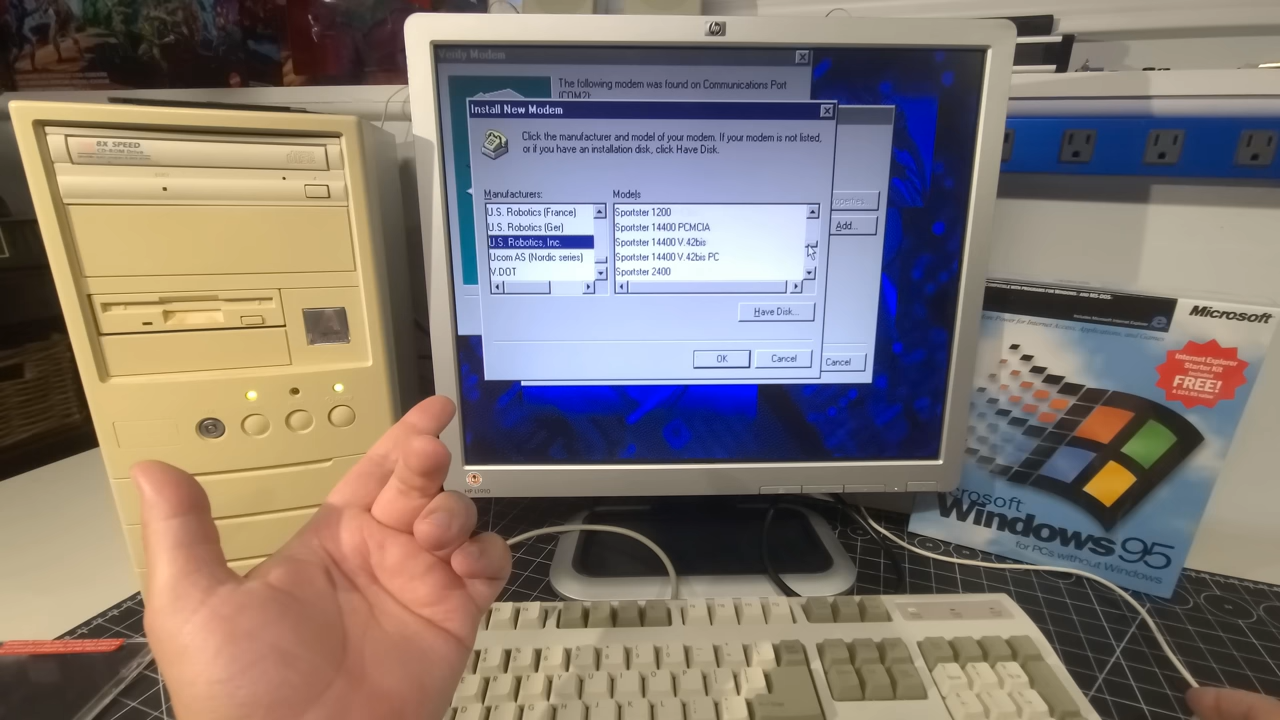 8X SPEED
CD-ROM Drive
hp
Verify Modem
The following modem was found on Communications Port
(COM2):
Install New Modem
Click the manufacturer and model of your modem. If your modem is not listed,
or if you have an installation disk, click Have Disk.
Manufacturers:
Models
U.S. Robotics (France)
U.S. Robotics (Ger)
U.S. Robotics, Inc.
Ucom AS (Nordic series)
V.DOT
Sportster 1200
Sportster 14400 PCMCIA
Sportster 14400 V.42bis
Sportster 14400 V.42bis PC
Sportster 2400
Properties...
Add...
Have Disk...
OK
Cancel
Cancel
HP L1950
Microsoft
Internet Explorer
Starter Kit
Included
FREE!
Microsoft
Windows 95
for PCs without Windows